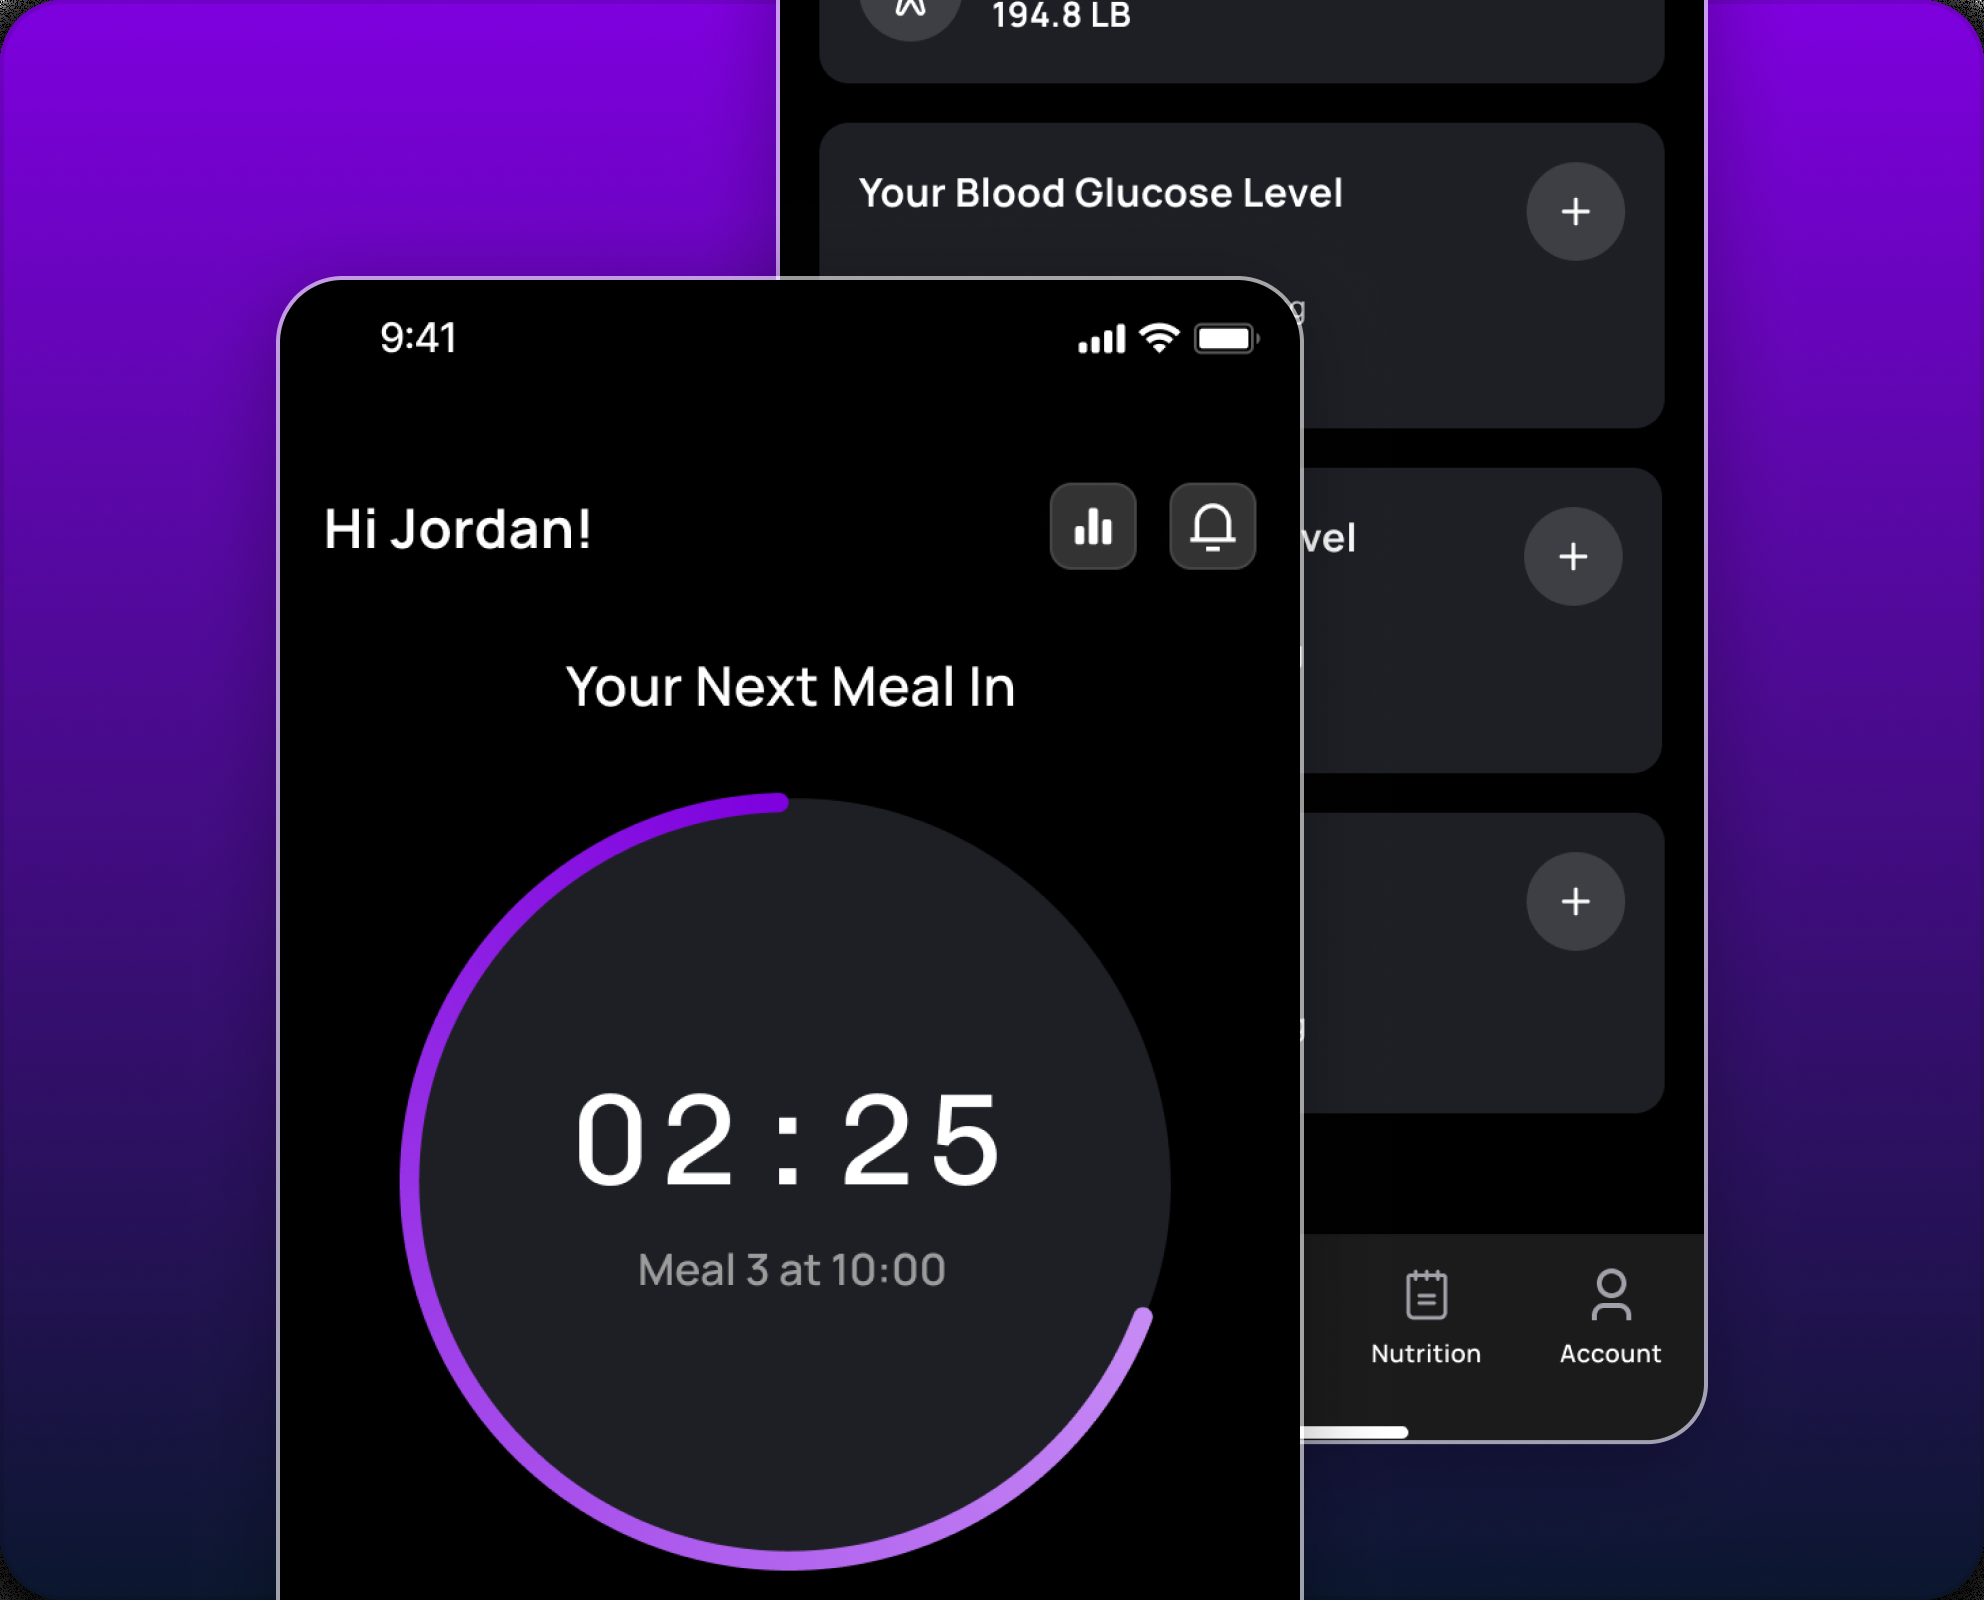 194.8 LB
Your Blood Glucose Level
9:41
Hi Jordan!
Your Next Meal In
02:25
Meal 3 at 10:00
Nutrition
Account